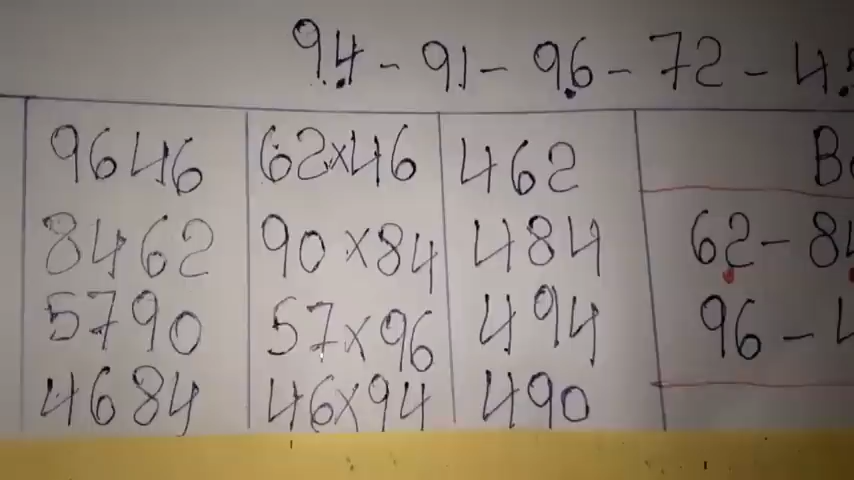 94 - 91 - 96 - 72 - 4
9646 62x46 462 B
8462 90x84 484 62 - 84
5790 57x96 494 96 - 4
4684 46x94 490